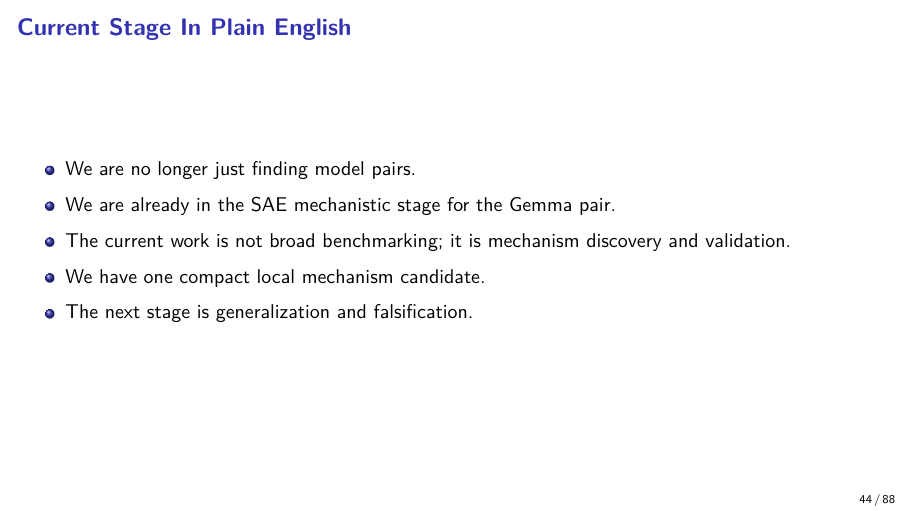 Current Stage In Plain English
We are no longer just finding model pairs.
We are already in the SAE mechanistic stage for the Gemma pair.
The current work is not broad benchmarking; it is mechanism discovery and validation.
We have one compact local mechanism candidate.
The next stage is generalization and falsification.
44 / 88